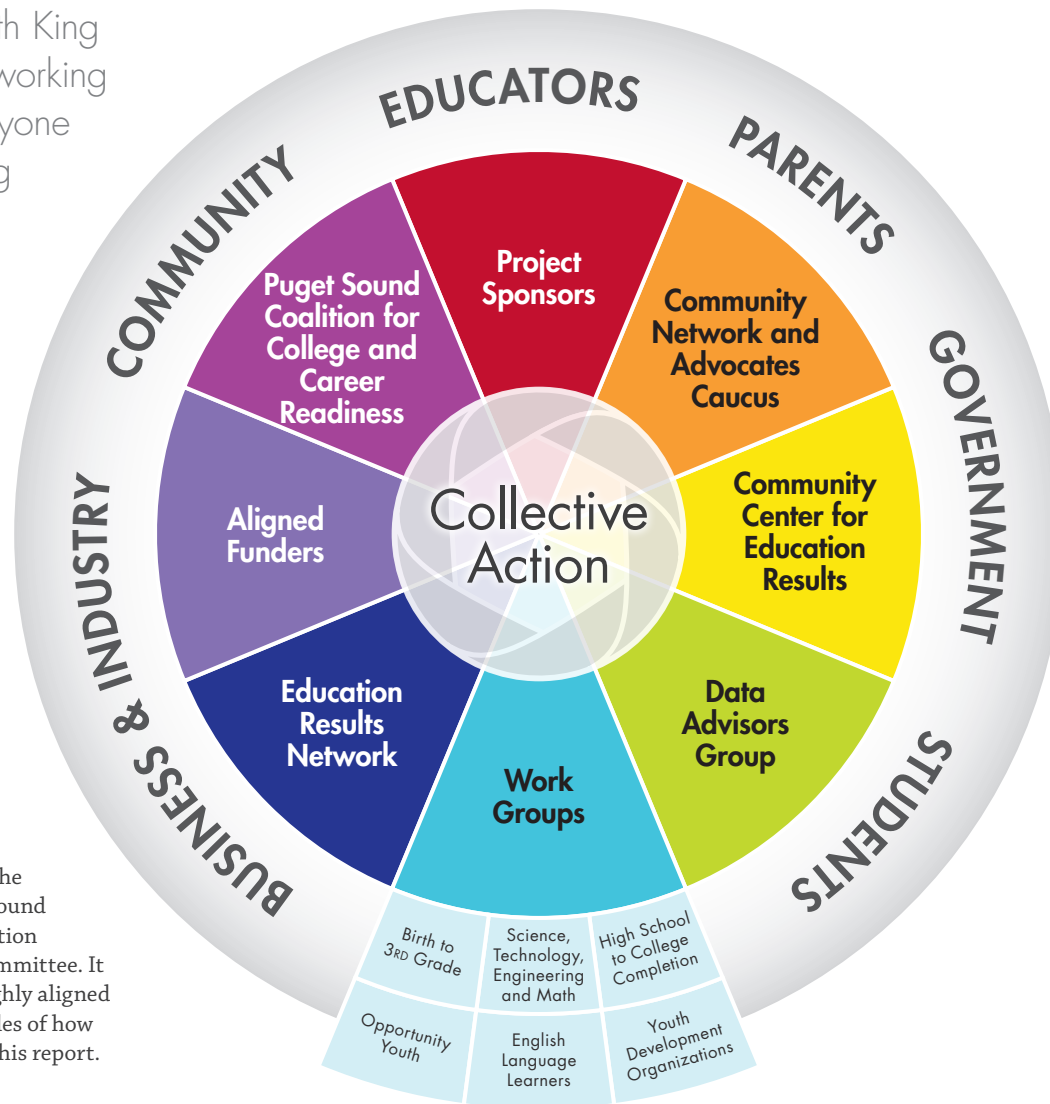 th King
working
yone
g
EDUCATORS
PARENTS
GOVERNMENT
STUDENTS
BUSINESS & INDUSTRY
COMMUNITY
Project
Sponsors
Community
Network and
Advocates
Caucus
Community
Center for
Education
Results
Data
Advisors
Group
Work
Groups
Education
Results
Network
Aligned
Funders
Puget Sound
Coalition for
College and
Career
Readiness
Collective
Action
Birth to
3RD Grade
Science,
Technology,
Engineering
and Math
High School
to College
Completion
Opportunity
Youth
English
Language
Learners
Youth
Development
Organizations
he
ound
tion
mmittee. It
ghly aligned
les of how
his report.